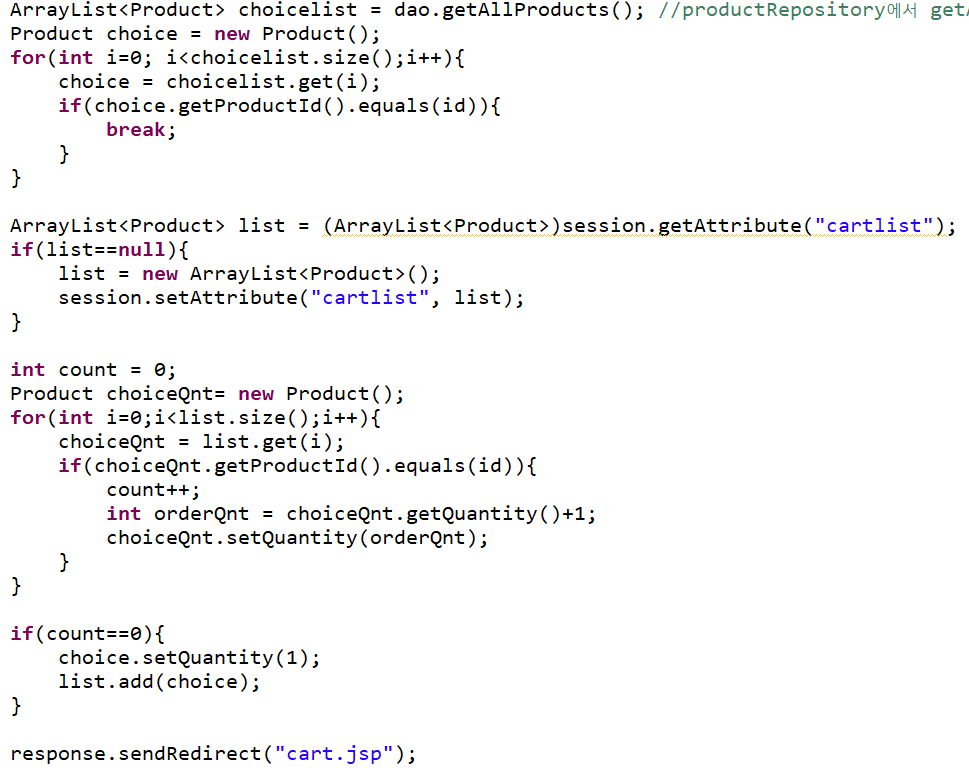 ArrayList<Product> choicelist = dao.getAllProducts(); //productRepository에서
Product choice = new Product();
for(int i=0; i<choicelist.size();i++){
    choice = choicelist.get(i);
    if(choice.getProductId().equals(id)){
        break;
    }
}

ArrayList<Product> list = (ArrayList<Product>)session.getAttribute("cartlist");
if(list==null){
    list = new ArrayList<Product>();
    session.setAttribute("cartlist", list);
}

int count = 0;
Product choiceQnt= new Product();
for(int i=0;i<list.size();i++){
    choiceQnt = list.get(i);
    if(choiceQnt.getProductId().equals(id)){
        count++;
        int orderQnt = choiceQnt.getQuantity()+1;
        choiceQnt.setQuantity(orderQnt);
    }
}

if(count==0){
    choice.setQuantity(1);
    list.add(choice);
}

response.sendRedirect("cart.jsp");